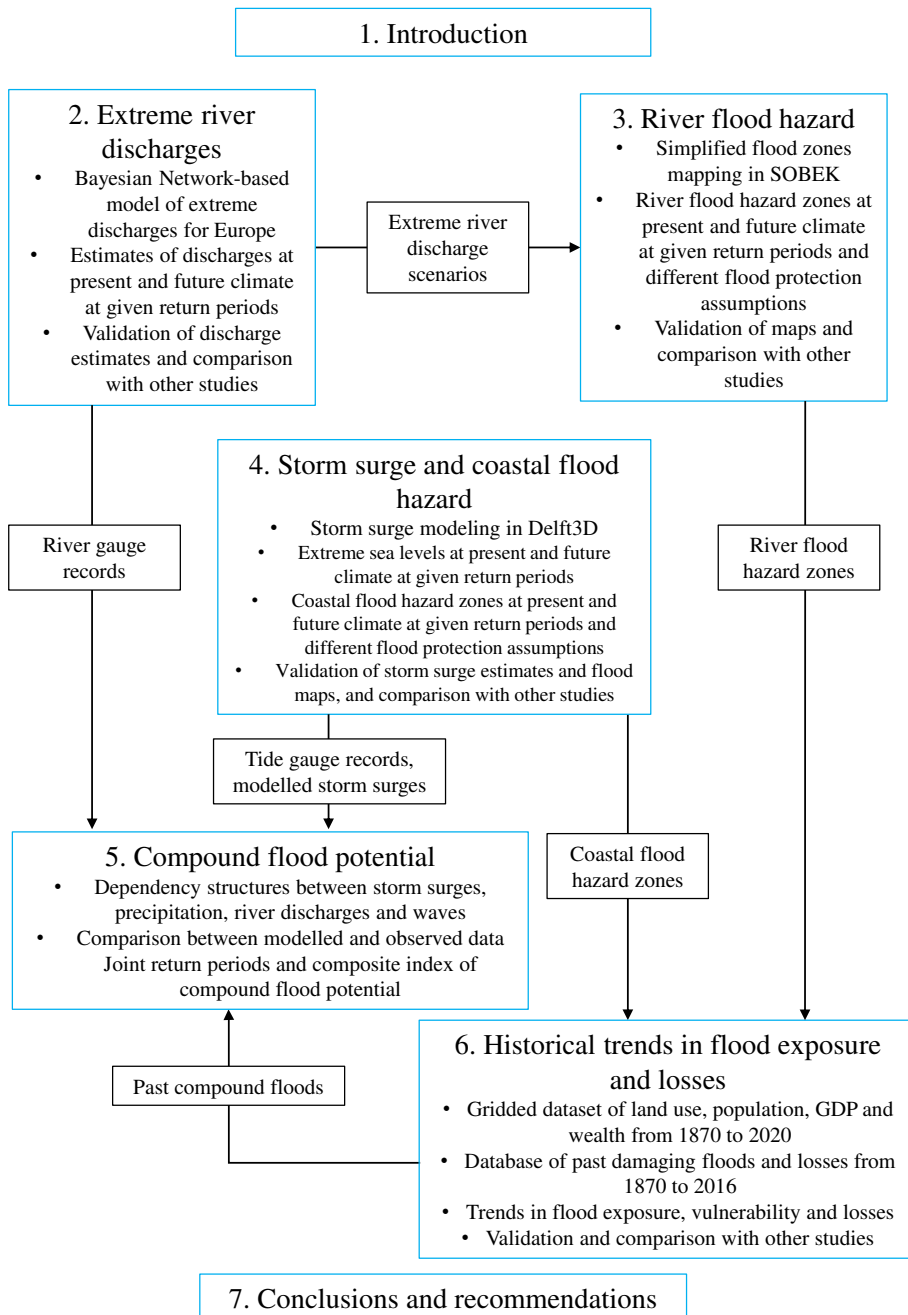 1. Introduction
2. Extreme river
discharges
• Bayesian Network-based
model of extreme
discharges for Europe
• Estimates of discharges at
present and future climate
at given return periods
• Validation of discharge
estimates and comparison
with other studies
Extreme river
discharge
scenarios
3. River flood hazard
• Simplified flood zones
mapping in SOBEK
• River flood hazard zones at
present and future climate
at given return periods and
different flood protection
assumptions
• Validation of maps and
comparison with other
studies
4. Storm surge and coastal flood
hazard
• Storm surge modeling in Delft3D
• Extreme sea levels at present and future
climate at given return periods
• Coastal flood hazard zones at present and
future climate at given return periods and
different flood protection assumptions
• Validation of storm surge estimates and flood
maps, and comparison with other studies
River gauge
records
River flood
hazard zones
Tide gauge records,
modelled storm surges
Coastal flood
hazard zones
5. Compound flood potential
• Dependency structures between storm surges,
precipitation, river discharges and waves
• Comparison between modelled and observed data
Joint return periods and composite index of
compound flood potential
Past compound floods
6. Historical trends in flood exposure
and losses
• Gridded dataset of land use, population, GDP and
wealth from 1870 to 2020
• Database of past damaging floods and losses from
1870 to 2016
• Trends in flood exposure, vulnerability and losses
• Validation and comparison with other studies
7. Conclusions and recommendations